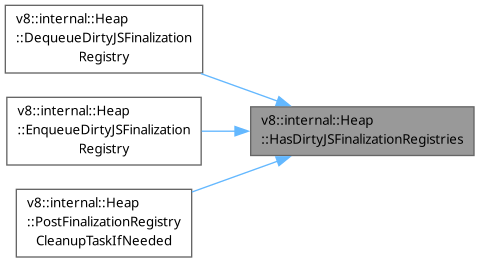 v8::internal::Heap
::DequeueDirtyJSFinalization
Registry
v8::internal::Heap
::EnqueueDirtyJSFinalization
Registry
v8::internal::Heap
::PostFinalizationRegistry
CleanupTaskIfNeeded
v8::internal::Heap
::HasDirtyJSFinalizationRegistries